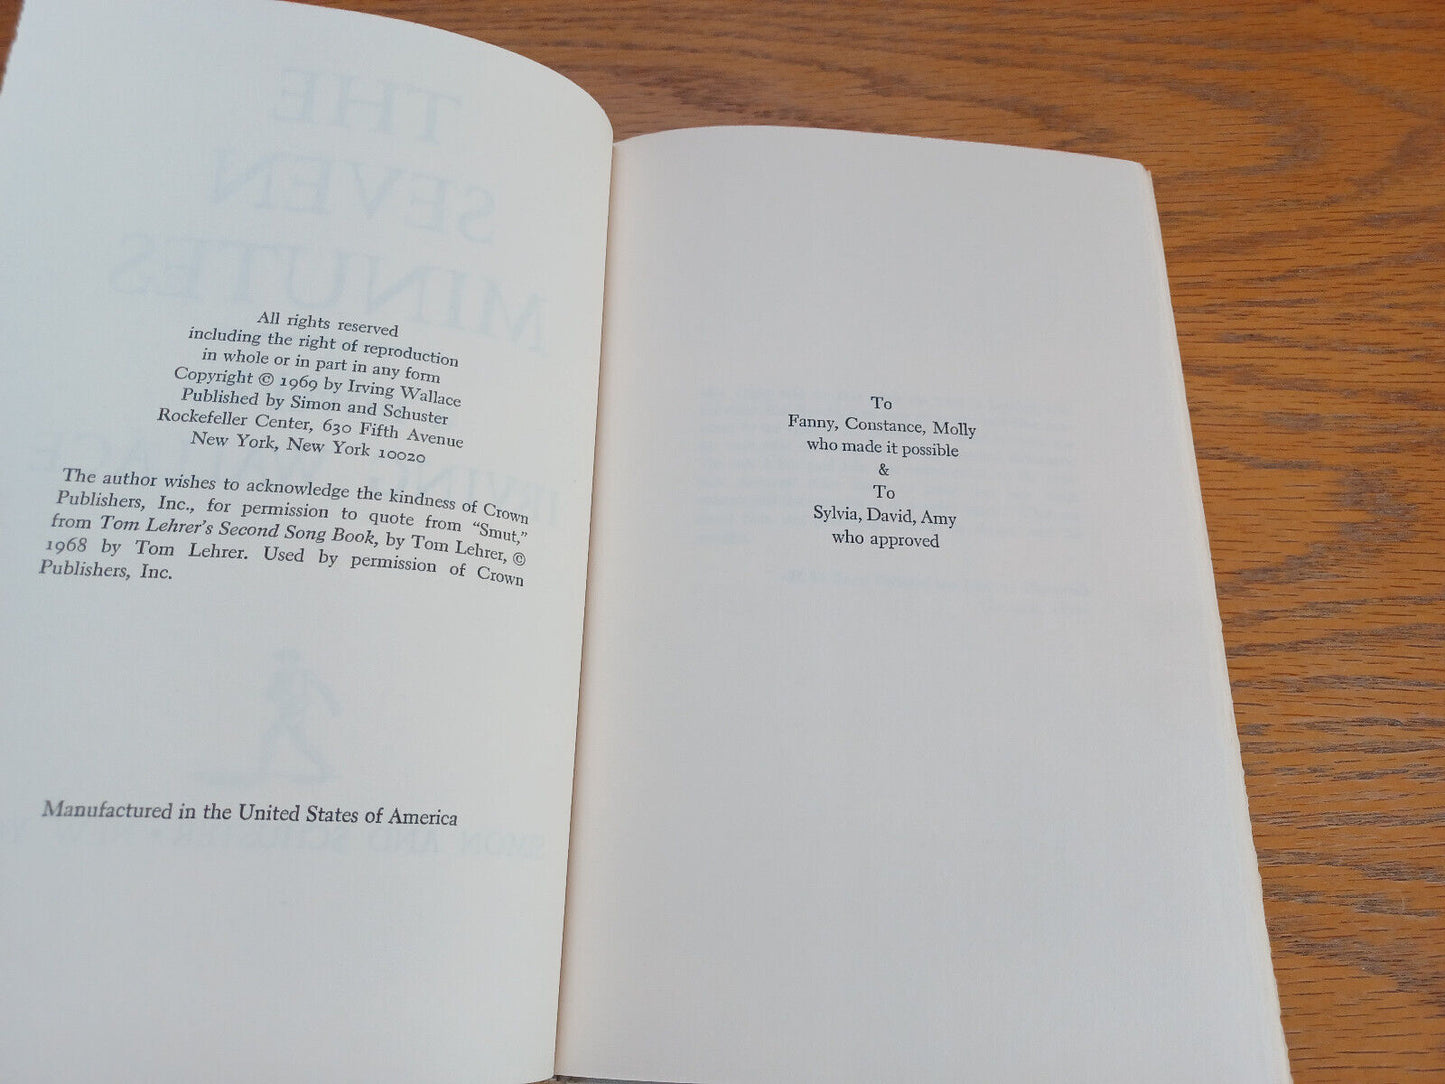 All rights reserved
including the right of reproduction
in whole or in part in any form
Copyright © 1969 by Irving Wallace
Published by Simon and Schuster
Rockefeller Center, 630 Fifth Avenue
New York, New York 10020
The author wishes to acknowledge the kindness of Crown
Publishers, Inc., for permission to quote from “Smut,”
from Tom Lehrer’s Second Song Book, by Tom Lehrer, ©
1968 by Tom Lehrer. Used by permission of Crown
Publishers, Inc.
Manufactured in the United States of America
To
Fanny, Constance, Molly
who made it possible
&
To
Sylvia, David, Amy
who approved
THE
SEVEN
MINUTES